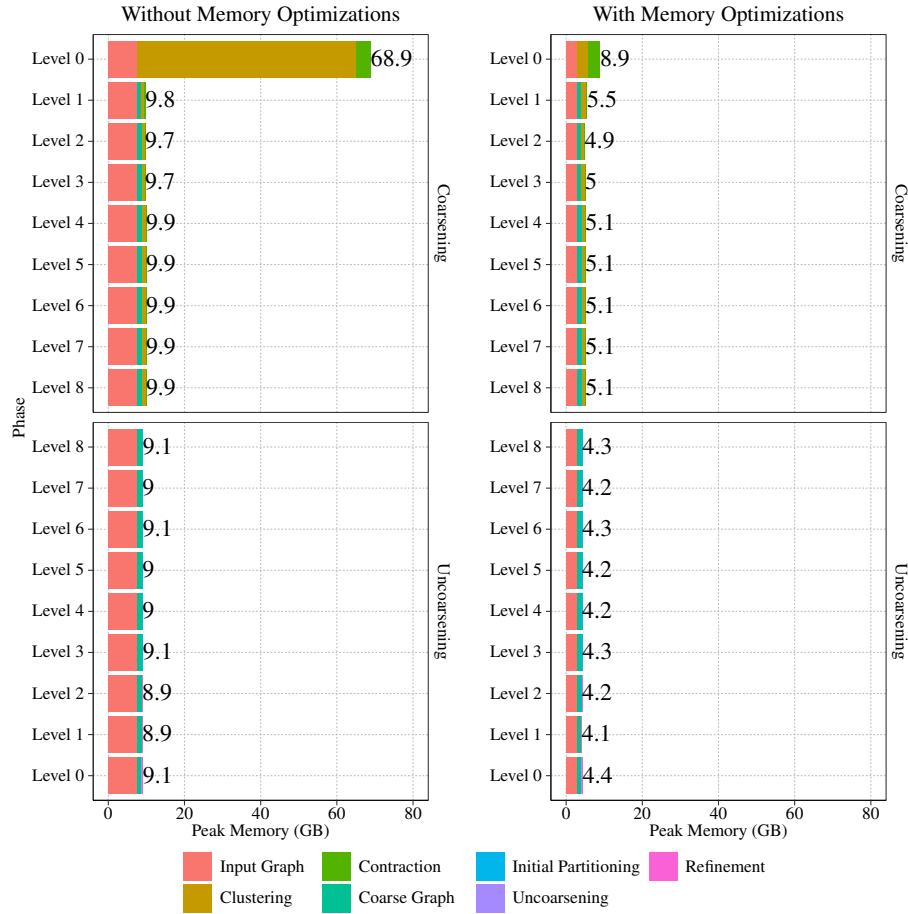 Without Memory Optimizations
Level 0 68.9
Level 1 9.8
Level 2 9.7
Level 3 9.7
Level 4 9.9
Level 5 9.9
Level 6 9.9
Level 7 9.9
Level 8 9.9
Coarsening
Phase
Level 8 9.1
Level 7 9
Level 6 9.1
Level 5 9
Level 4 9
Level 3 9.1
Level 2 8.9
Level 1 8.9
Level 0 9.1
Uncoarsening
0 20 40 60 80
Peak Memory (GB)
With Memory Optimizations
Level 0 8.9
Level 1 5.5
Level 2 4.9
Level 3 5
Level 4 5.1
Level 5 5.1
Level 6 5.1
Level 7 5.1
Level 8 5.1
Coarsening
Level 8 4.3
Level 7 4.2
Level 6 4.3
Level 5 4.2
Level 4 4.2
Level 3 4.3
Level 2 4.2
Level 1 4.1
Level 0 4.4
Uncoarsening
0 20 40 60 80
Peak Memory (GB)
Input Graph Contraction Initial Partitioning Refinement
Clustering Coarse Graph Uncoarsening